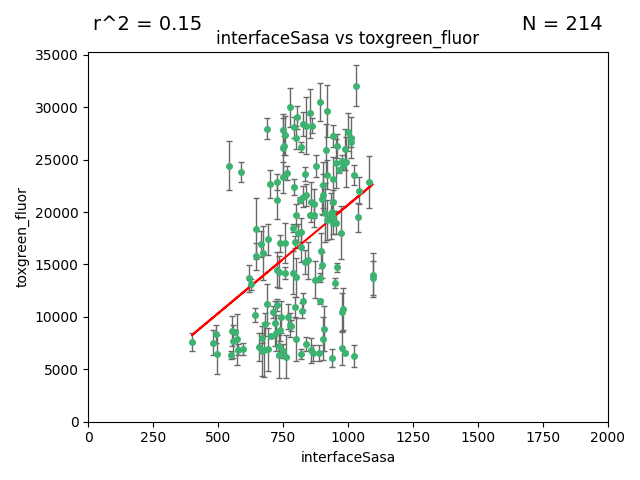 r^2 = 0.15
N = 214
interfaceSasa vs toxgreen_fluor
35000
30000
25000
20000
15000
10000
5000
0
toxgreen_fluor
0 250 500 750 1000 1250 1500 1750 2000
interfaceSasa